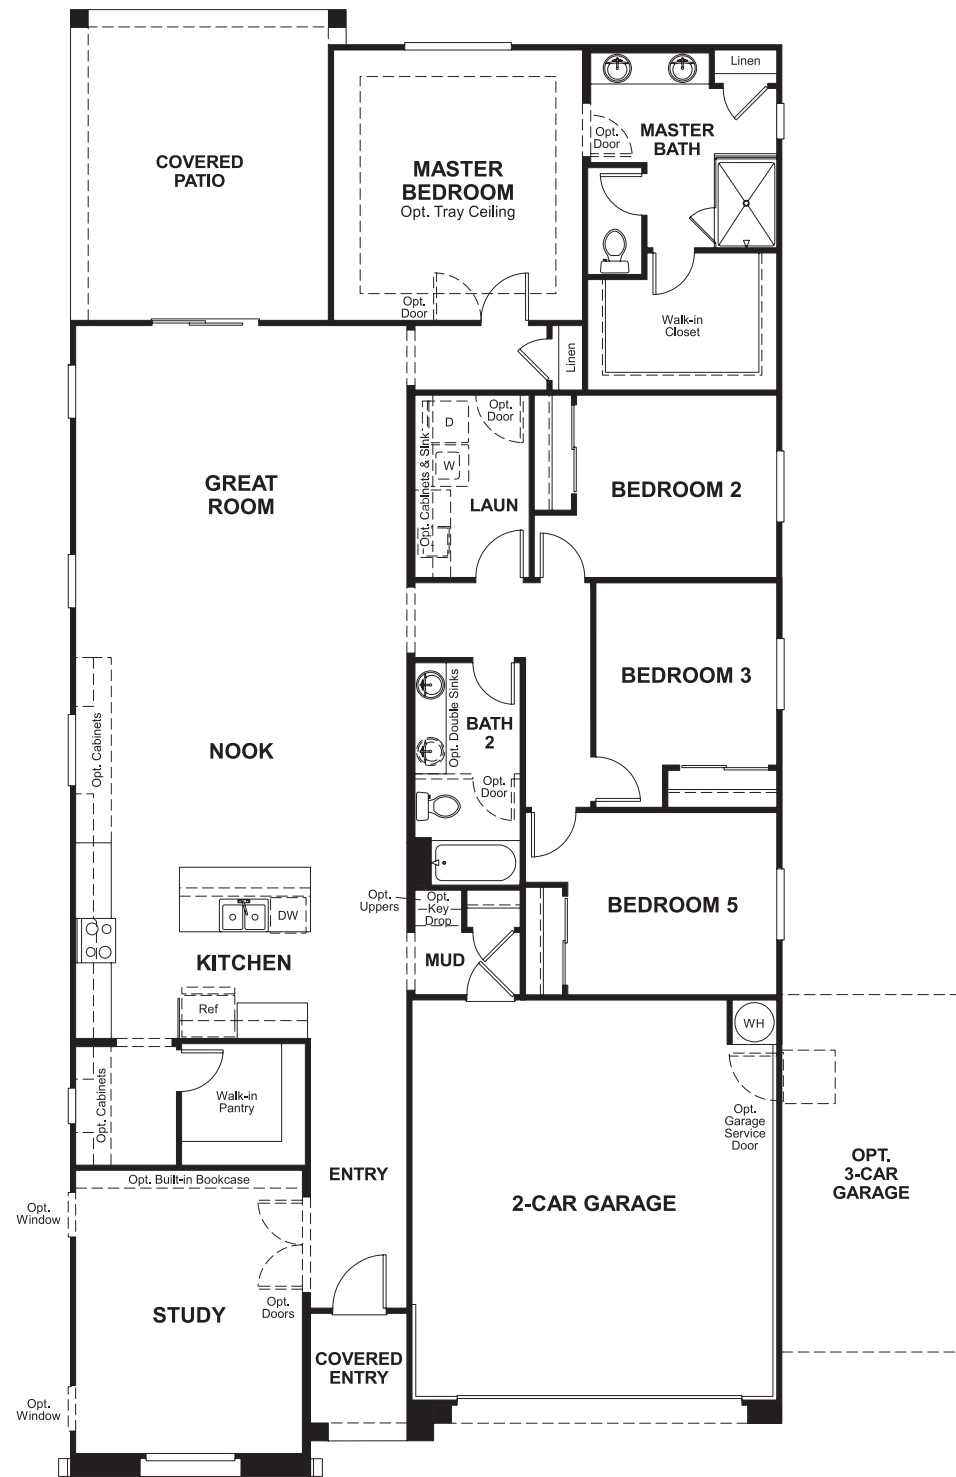 Linen
Opt.
Door
MASTER
BATH
COVERED
PATIO
MASTER
BEDROOM
Opt. Tray Ceiling
Opt.
Door
Walk-in
Closet
Linen
Opt.
Door
D
W
Opt. Cabinets & Sink
LAUN
GREAT
ROOM
BEDROOM 2
BEDROOM 3
Opt. Double Sinks
BATH
2
Opt.
Door
Opt. Cabinets
NOOK
Opt.
Uppers
Opt.
Key
Drop
BEDROOM 5
DW
KITCHEN
MUD
Ref
WH
Opt. Cabinets
Walk-in
Pantry
Opt.
Garage
Service
Door
OPT.
3-CAR
GARAGE
Opt. Built-in Bookcase
ENTRY
2-CAR GARAGE
Opt.
Window
Opt.
Doors
STUDY
COVERED
ENTRY
Opt.
Window